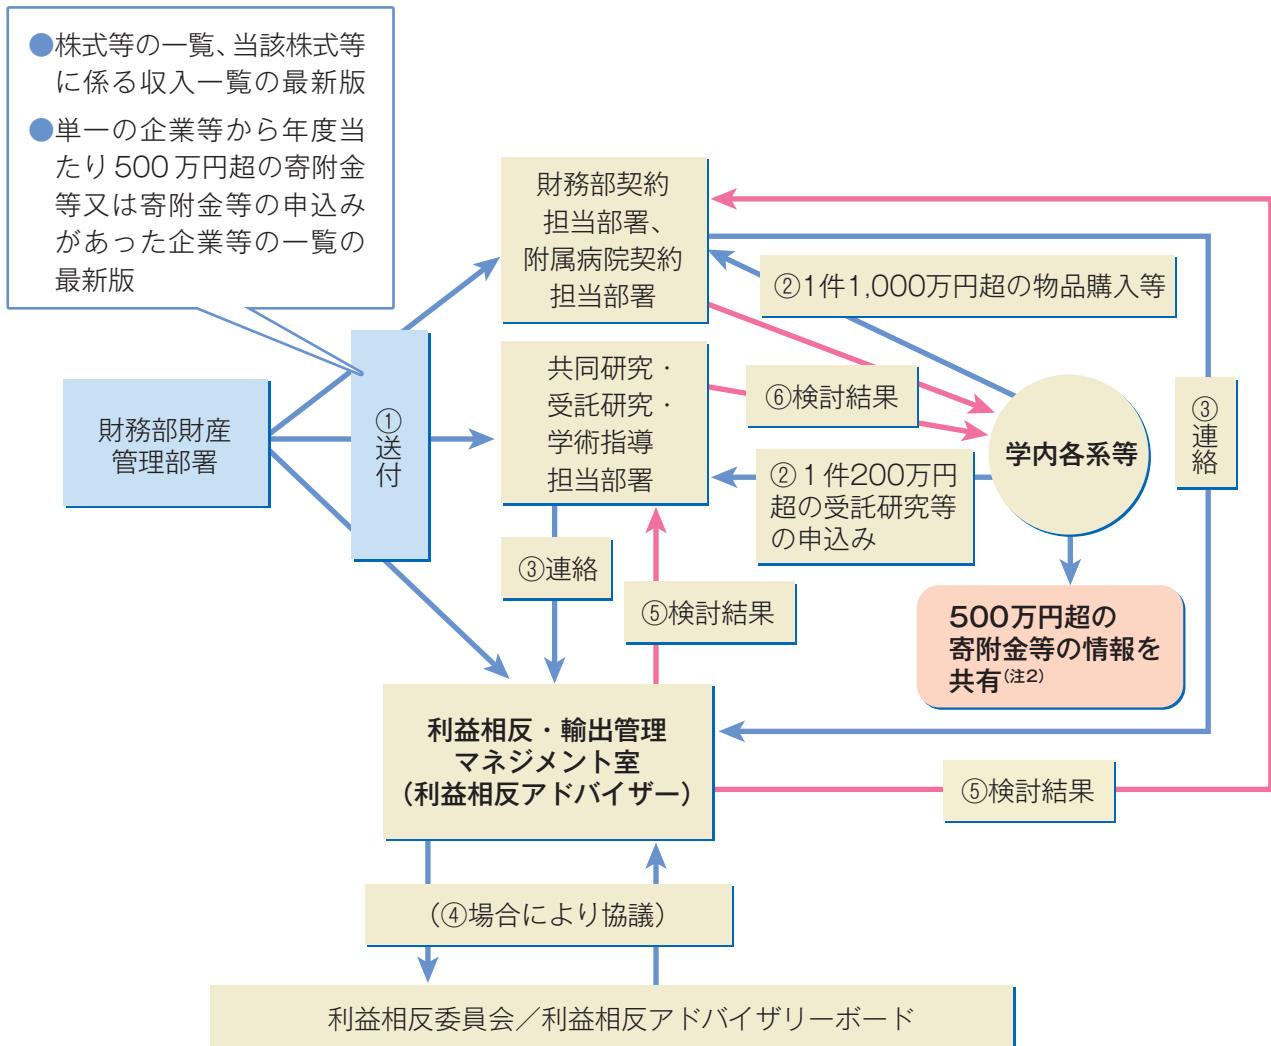 ●株式等の一覧、当該株式等
に係る収入一覧の最新版
●単一の企業等から年度当
たり500万円超の寄附金
等又は寄附金等の申込み
があった企業等の一覧の
最新版
財務部財産
管理部署
①送付
財務部契約
担当部署、
附属病院契約
担当部署
共同研究・
受託研究・
学術指導
担当部署
②1件1,000万円超の物品購入等
⑥検討結果
②1件200万円
超の受託研究等
の申込み
学内各系等
③連絡
③連絡
⑤検討結果
500万円超の
寄附金等の情報を
共有(注2)
利益相反・輸出管理
マネジメント室
(利益相反アドバイザー)
⑤検討結果
(④場合により協議)
利益相反委員会／利益相反アドバイザリーボード